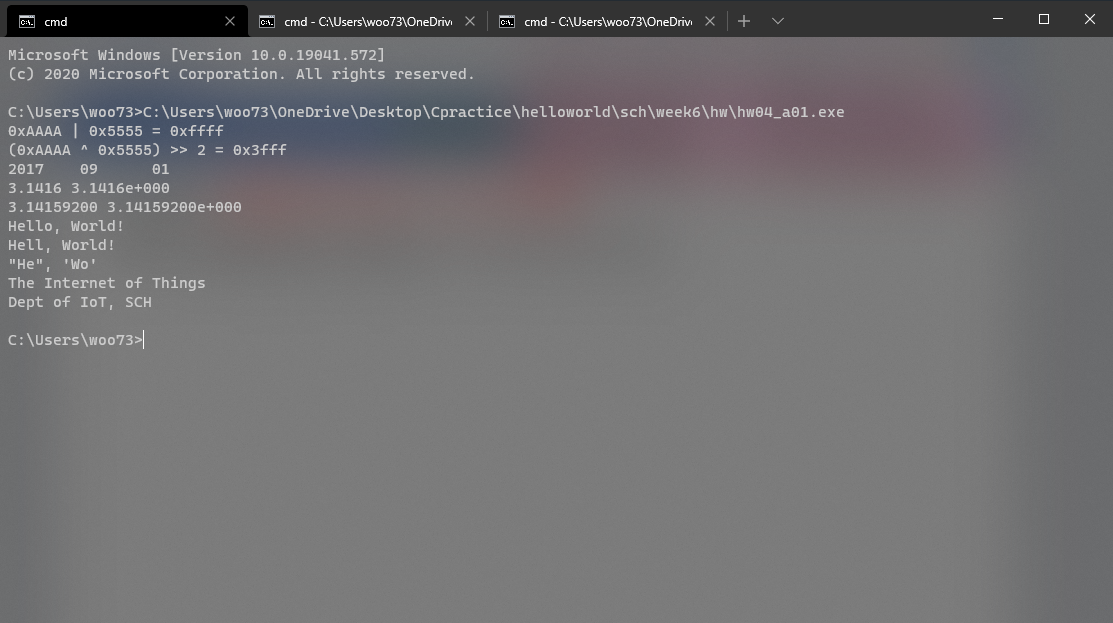 cmd
cmd - C:\Users\woo73\OneDriv
cmd - C:\Users\woo73\OneDriv
Microsoft Windows [Version 10.0.19041.572]
(c) 2020 Microsoft Corporation. All rights reserved.
C:\Users\woo73>C:\Users\woo73\OneDrive\Desktop\Cpractice\helloworld\sch\week6\hw\hw04_a01.exe
0xAAAA | 0x5555 = 0xffff
(0xAAAA ^ 0x5555) >> 2 = 0x3fff
2017    09      01
3.1416 3.1416e+000
3.14159200 3.14159200e+000
Hello, World!
Hell, World!
"He", 'Wo'
The Internet of Things
Dept of IoT, SCH
C:\Users\woo73>